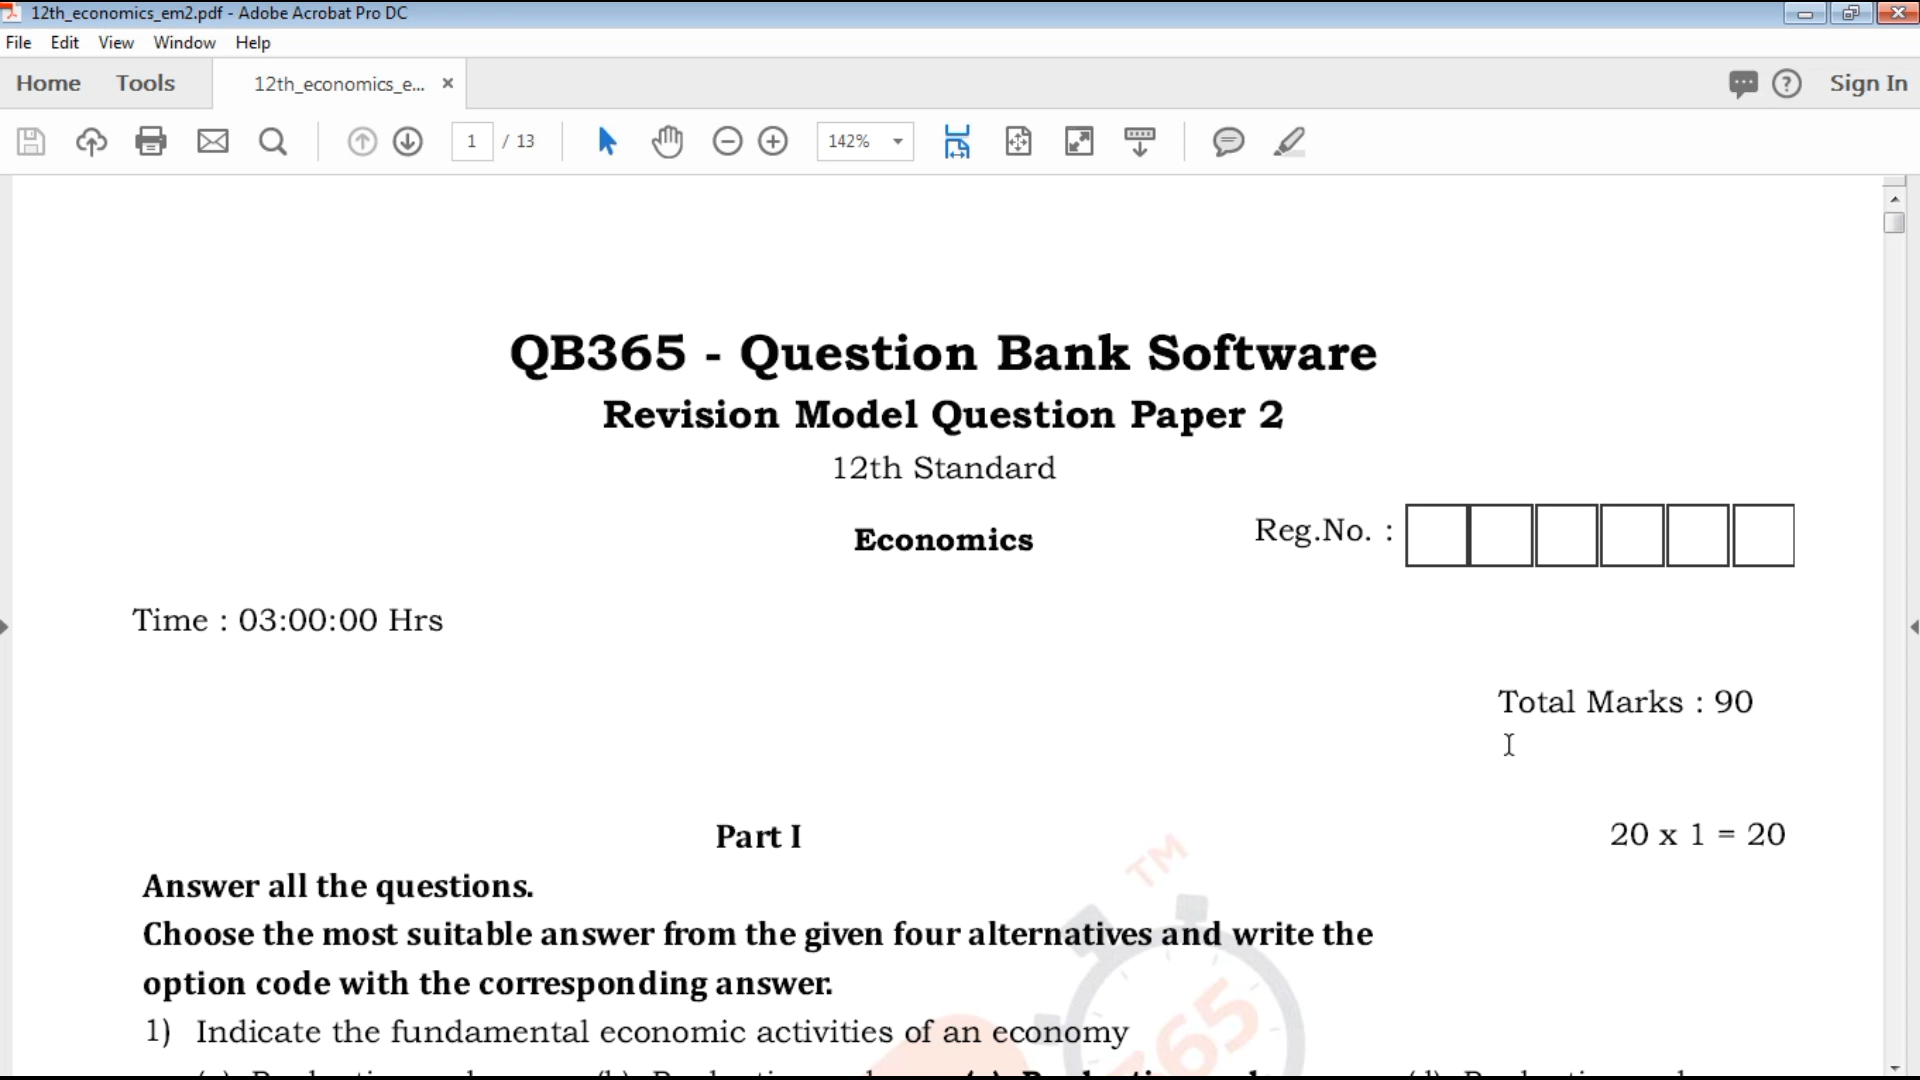 12th_economics_em2.pdf - Adobe Acrobat Pro DC
File Edit View Window Help
Home Tools 12th_economics_e... × Sign In
1 / 13 142%
QB365 - Question Bank Software
Revision Model Question Paper 2
12th Standard
Economics
Reg.No. :
Time : 03:00:00 Hrs
Total Marks : 90
Part I 20 x 1 = 20
Answer all the questions.
Choose the most suitable answer from the given four alternatives and write the
option code with the corresponding answer.
1) Indicate the fundamental economic activities of an economy
TM
365